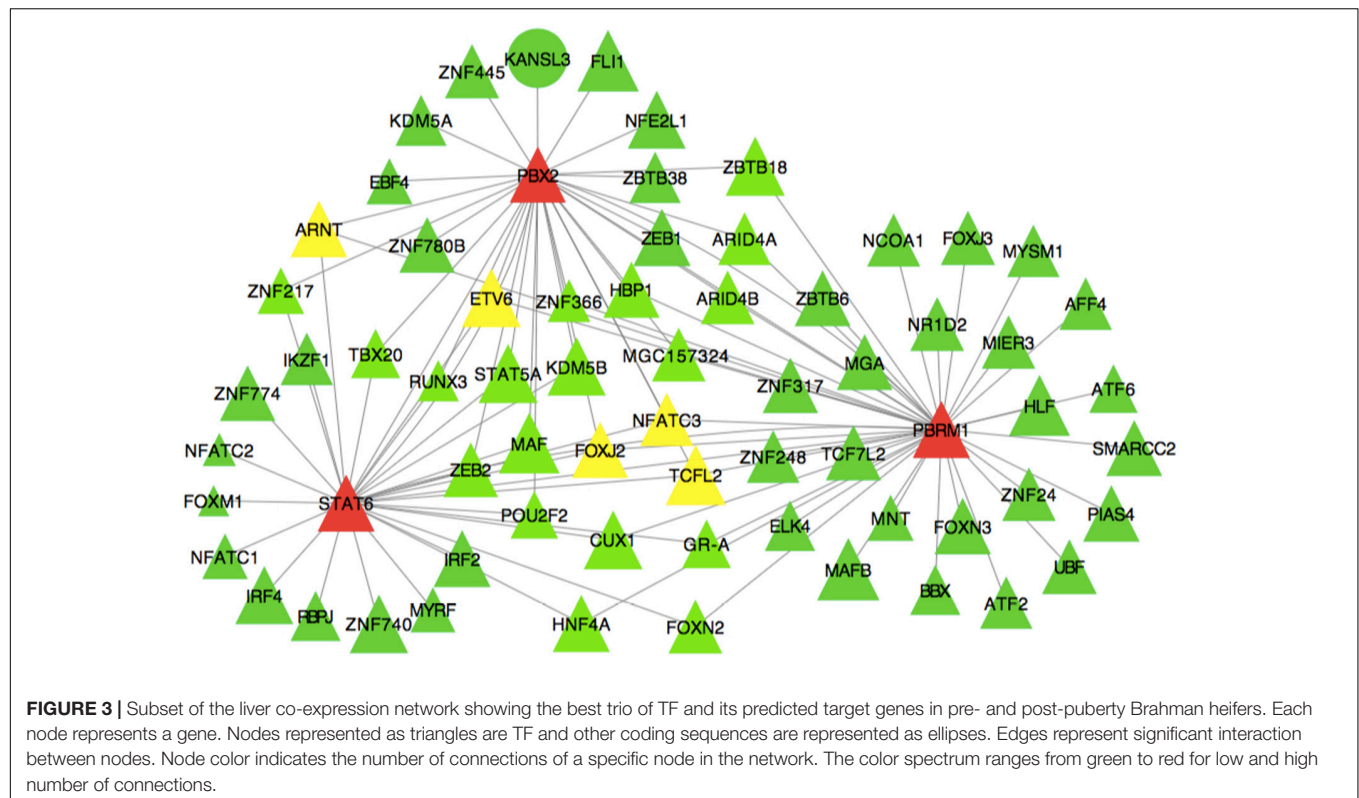 KANSL3
FLI1
ZNF445
KDM5A
NFE2L1
EBF4
PBX2
ZBTB38
ZBTB18
ARNT
ZNF780B
ZEB1
ARID4A
NCOA1
FOXJ3
MYSM1
ZNF217
ETV6
ZNF366
HBP1
ARID4B
ZBTB6
AFF4
NR1D2
IKZF1
TBX20
MGC157324
MIER3
ZNF774
RUNX3
STAT5A
KDM5B
ZNF317
MGA
HLF
ATF6
NFATC2
NFATC3
PBRM1
MAF
FOXJ2
ZNF248
TCF7L2
SMARCC2
ZEB2
TCFL2
FOXM1
STAT6
POU2F2
ZNF24
PIAS4
CUX1
GR-A
ELK4
MNT
FOXN3
NFATC1
IRF2
MAFB
UBF
IRF4
RBPJ
ZNF740
MYRF
HNF4A
FOXN2
BBX
ATF2
FIGURE 3 | Subset of the liver co-expression network showing the best trio of TF and its predicted target genes in pre- and post-puberty Brahman heifers. Each
node represents a gene. Nodes represented as triangles are TF and other coding sequences are represented as ellipses. Edges represent significant interaction
between nodes. Node color indicates the number of connections of a specific node in the network. The color spectrum ranges from green to red for low and high
number of connections.